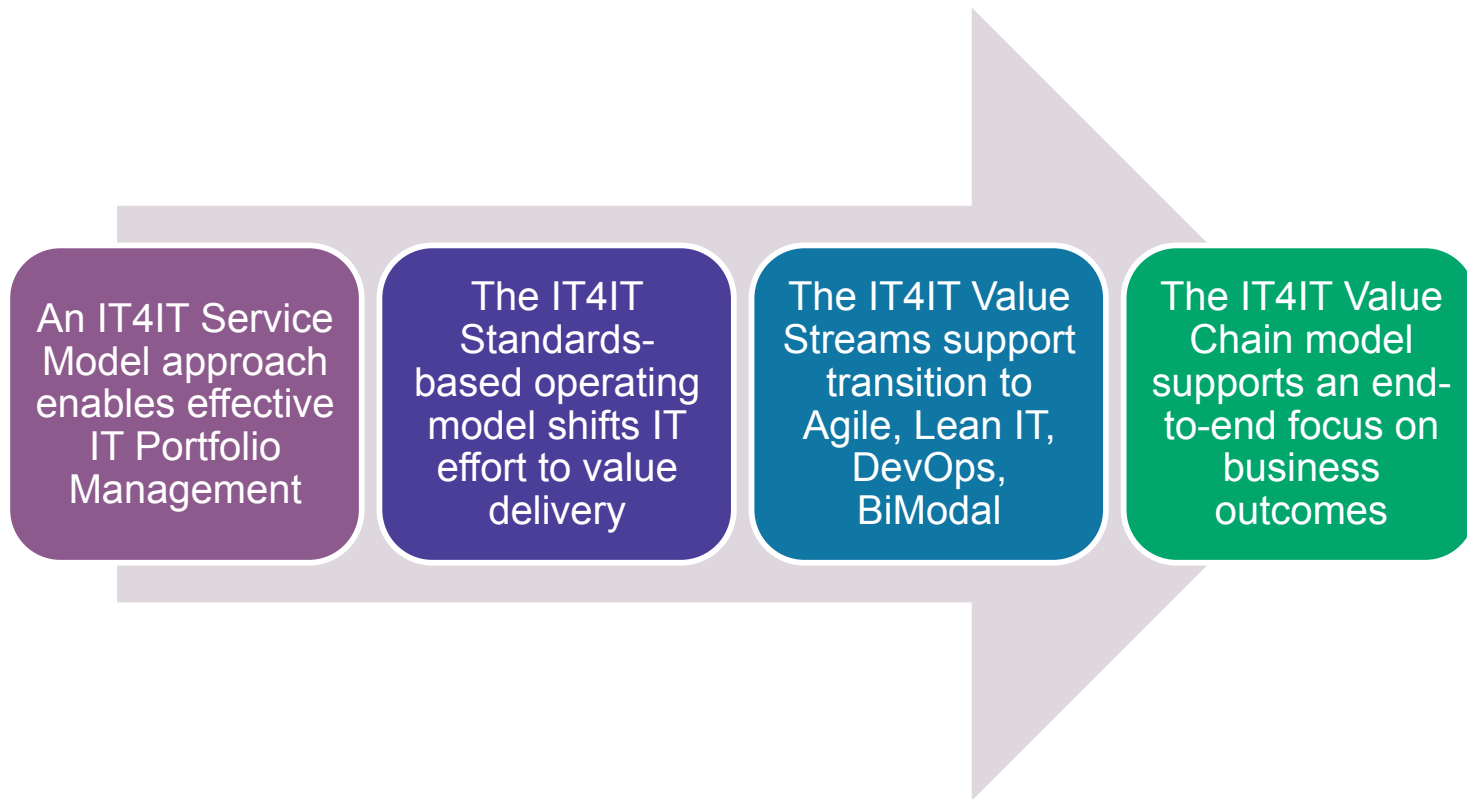 An IT4IT Service
Model approach
enables effective
IT Portfolio
Management
The IT4IT
Standards-
based operating
model shifts IT
effort to value
delivery
The IT4IT Value
Streams support
transition to
Agile, Lean IT,
DevOps,
BiModal
The IT4IT Value
Chain model
supports an end-
to-end focus on
business
outcomes